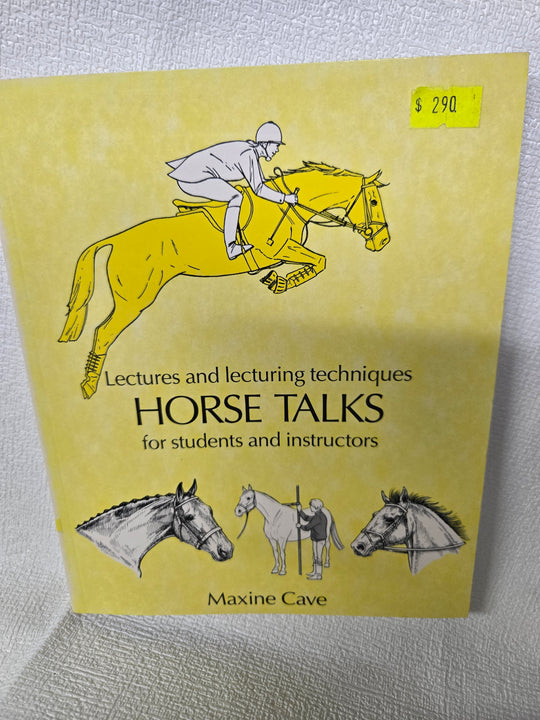 $ 290
Lectures and lecturing techniques
HORSE TALKS
for students and instructors
Maxine Cave